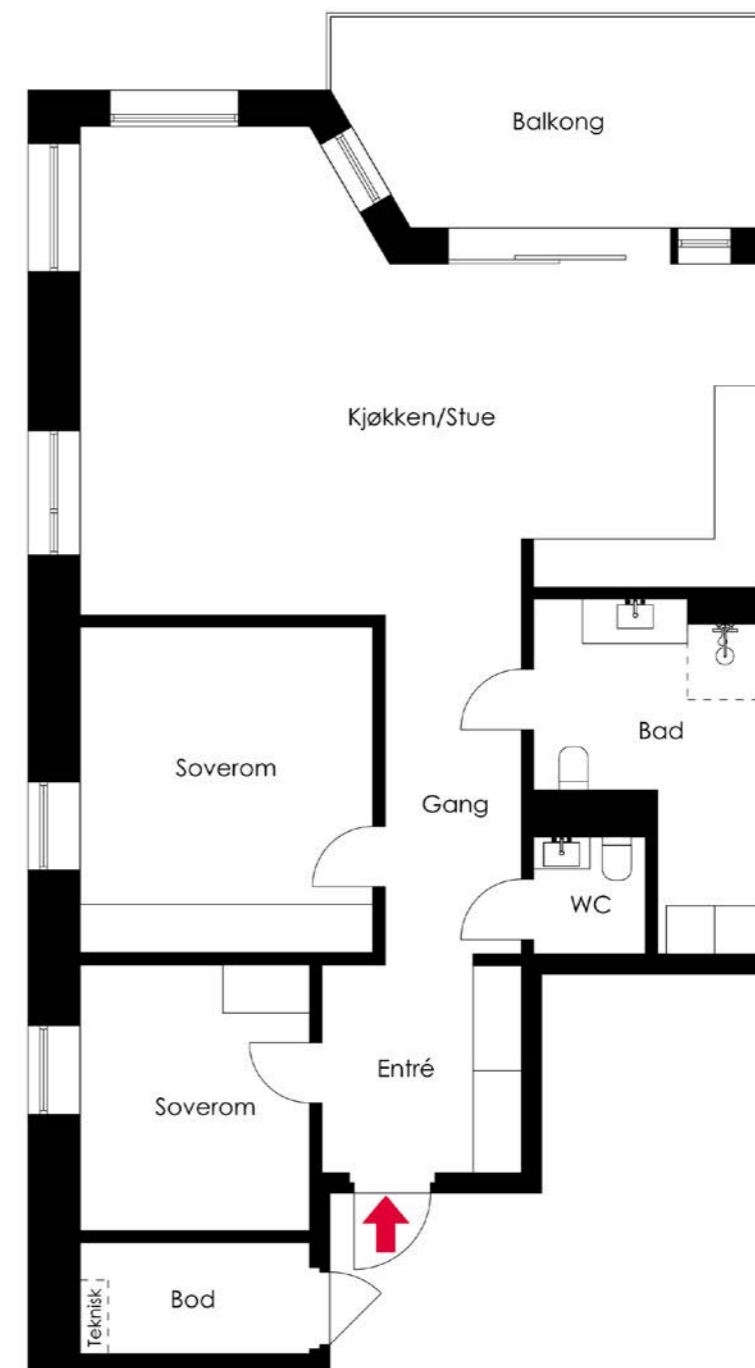 Balkong
Kjøkken/Stue
Bad
Soverom
Gang
WC
Entré
Soverom
Bod
Teknisk